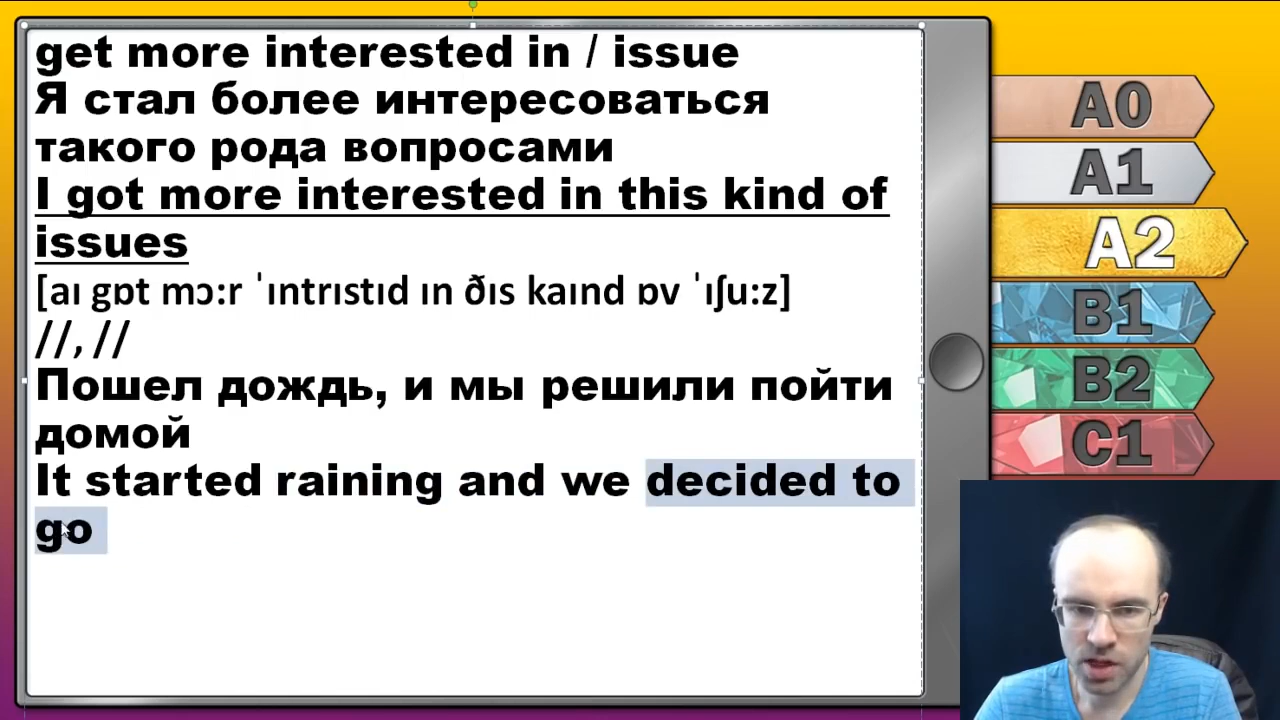 get more interested in / issue
Я стал более интересоваться
такого рода вопросами
I got more interested in this kind of
issues
[aɪ gɒt mɔːr ˈɪntrɪstɪd ɪn ðɪs kaɪnd ɒv ˈɪʃuːz]
//, //
Пошел дождь, и мы решили пойти
домой
It started raining and we decided to
go
A0
A1
A2
B1
B2
C1